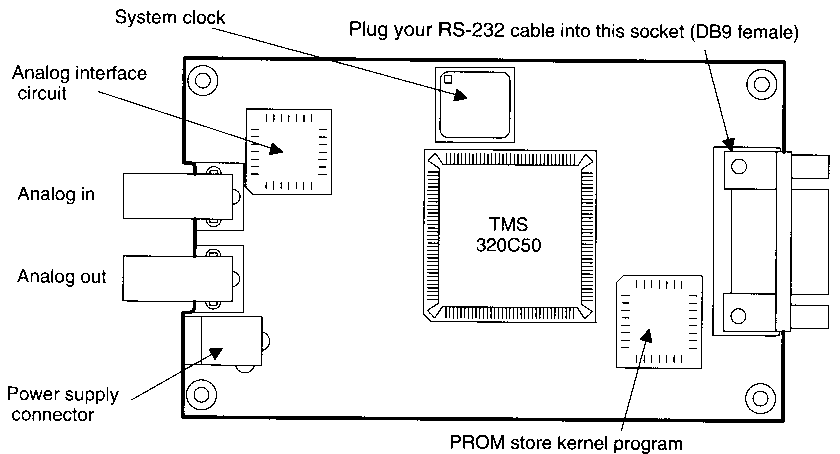 System clock
Plug your RS-232 cable into this socket (DB9 female)
Analog interface
circuit
Analog in
TMS
320C50
Analog out
Power supply
connector
PROM store kernel program